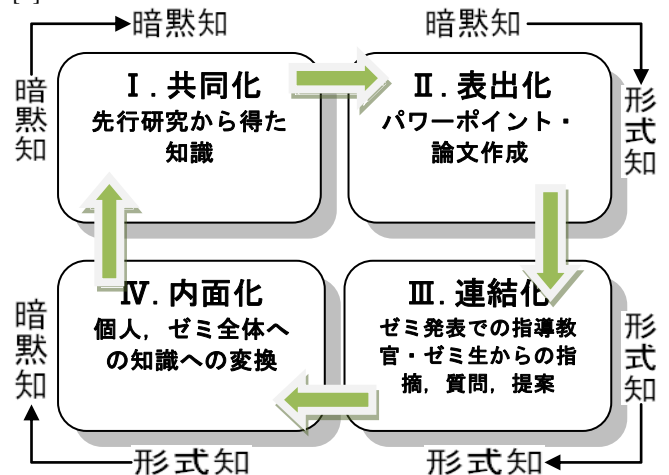 暗黙知
暗黙知
暗黙知
Ⅰ. 共同化
先行研究から得た
知識
Ⅱ. 表出化
パワーポイント・
論文作成
形式知
暗黙知
Ⅳ. 内面化
個人，ゼミ全体へ
の知識への変換
Ⅲ. 連結化
ゼミ発表での指導教
官・ゼミ生からの指
摘，質問，提案
形式知
形式知
形式知